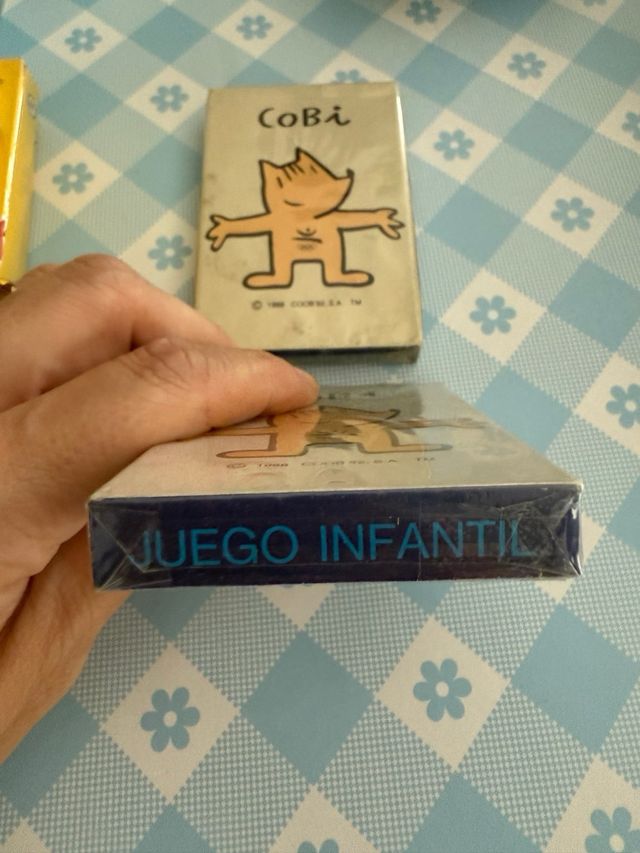 COBi
© 1988 COOB'92.S.A. TM
© 1988 COOB'92.S.A. TM
JUEGO INFANTIL